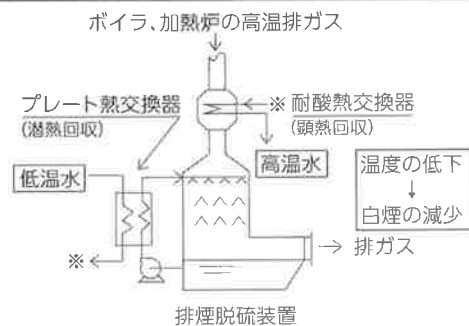 ボイラ、加熱炉の高温排ガス
プレート熱交換器
(潜熱回収)
※耐酸熱交換器
(顕熱回収)
低温水
高温水
温度の低下
↓
白煙の減少
※
排ガス
排煙脱硫装置